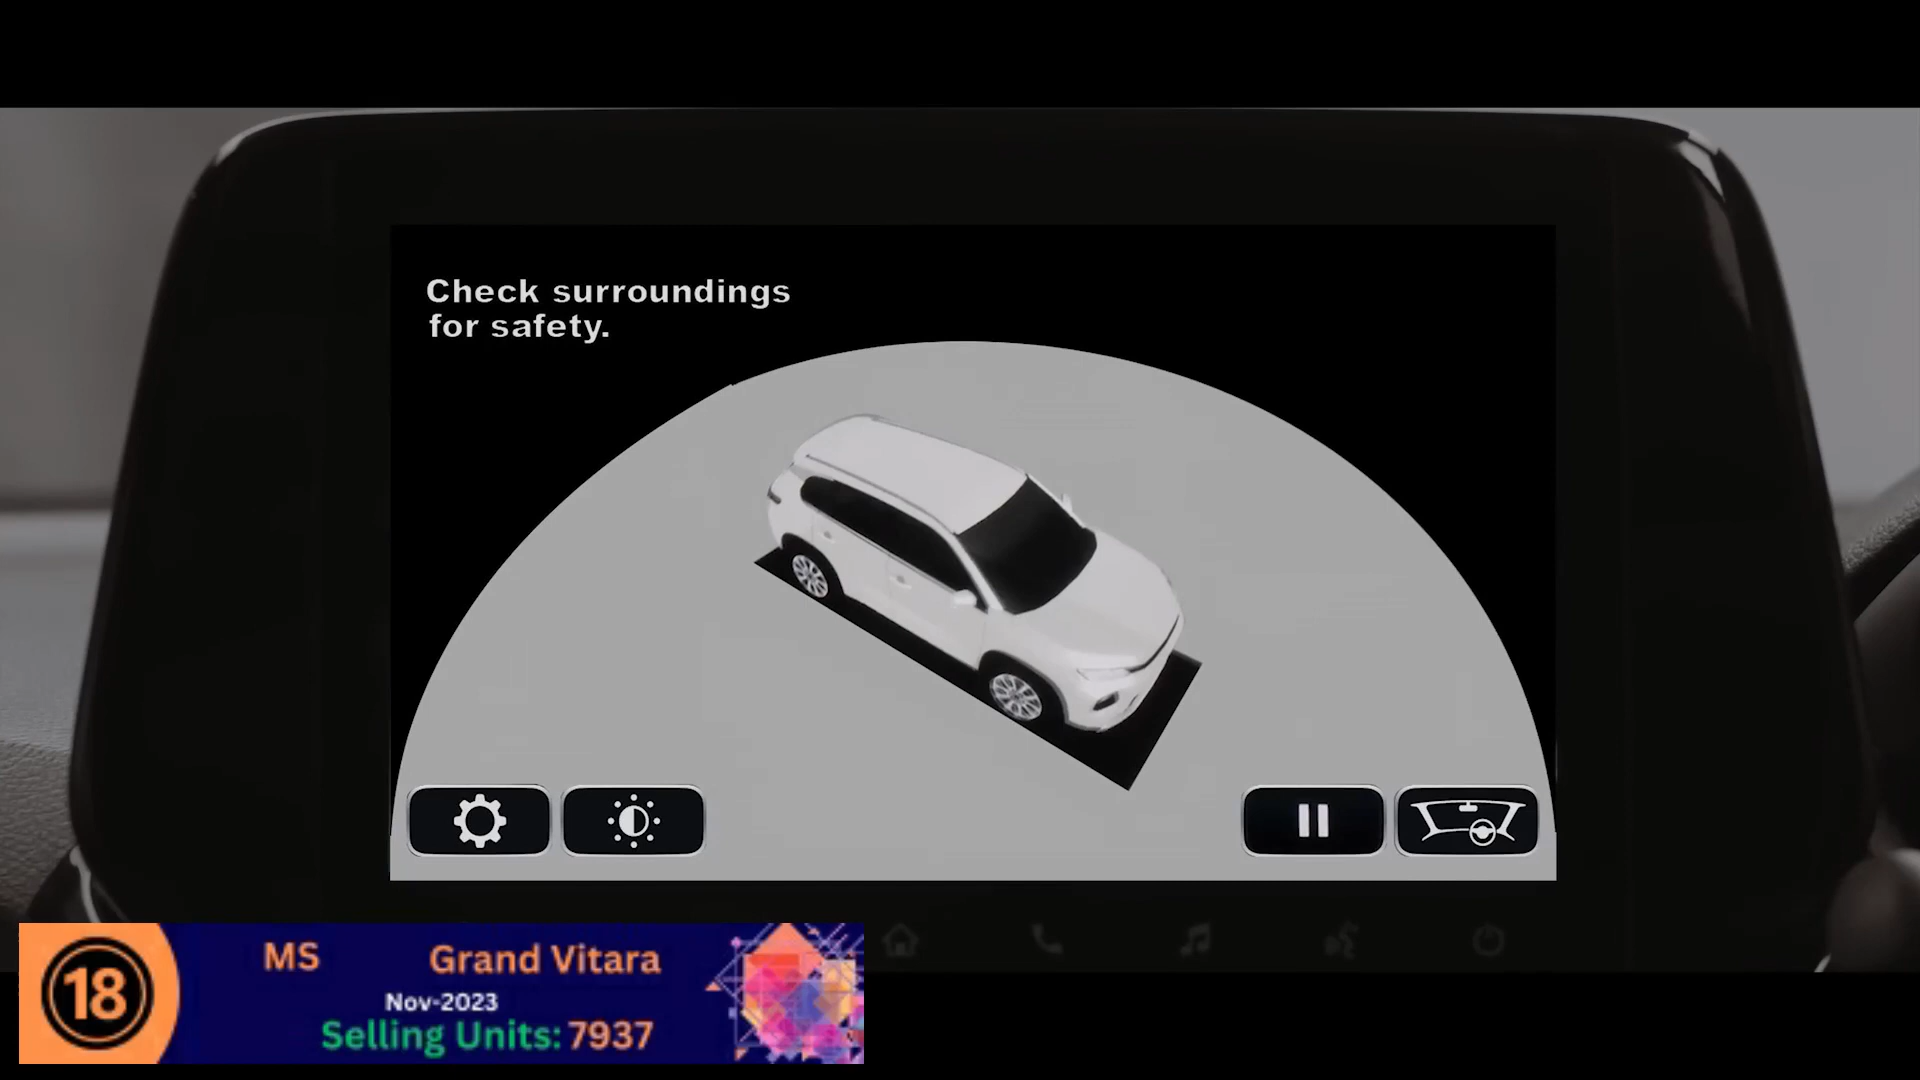 Check surroundings
for safety.
18
MS Grand Vitara
Nov-2023
Selling Units: 7937